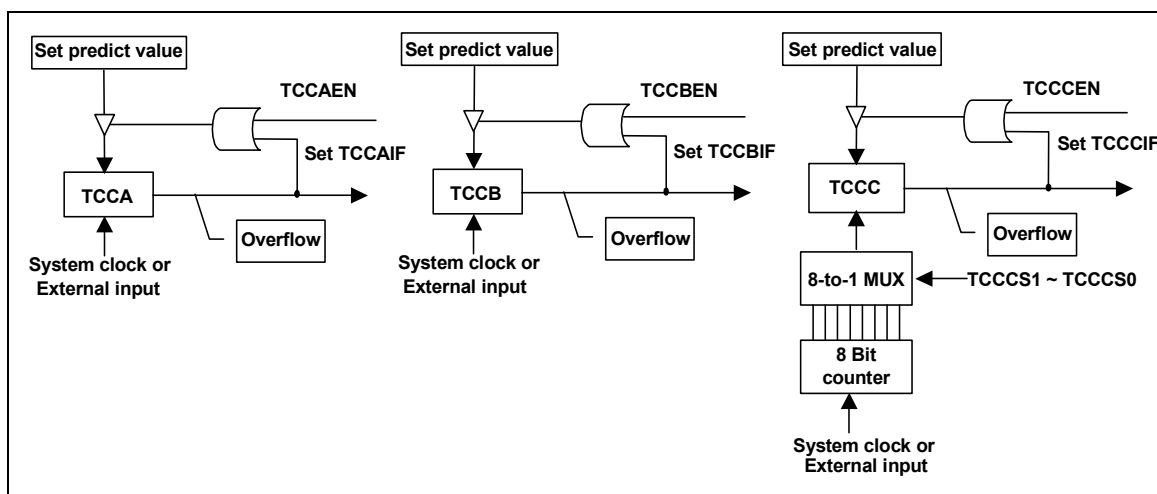 Set predict value
TCCAEN
Set TCCAIF
TCCA
Overflow
System clock or
External input
Set predict value
TCCBEN
Set TCCBIF
TCCB
Overflow
System clock or
External input
Set predict value
TCCCEN
Set TCCCIF
TCCC
Overflow
8-to-1 MUX
TCCCS1 ~ TCCCS0
8 Bit
counter
System clock or
External input